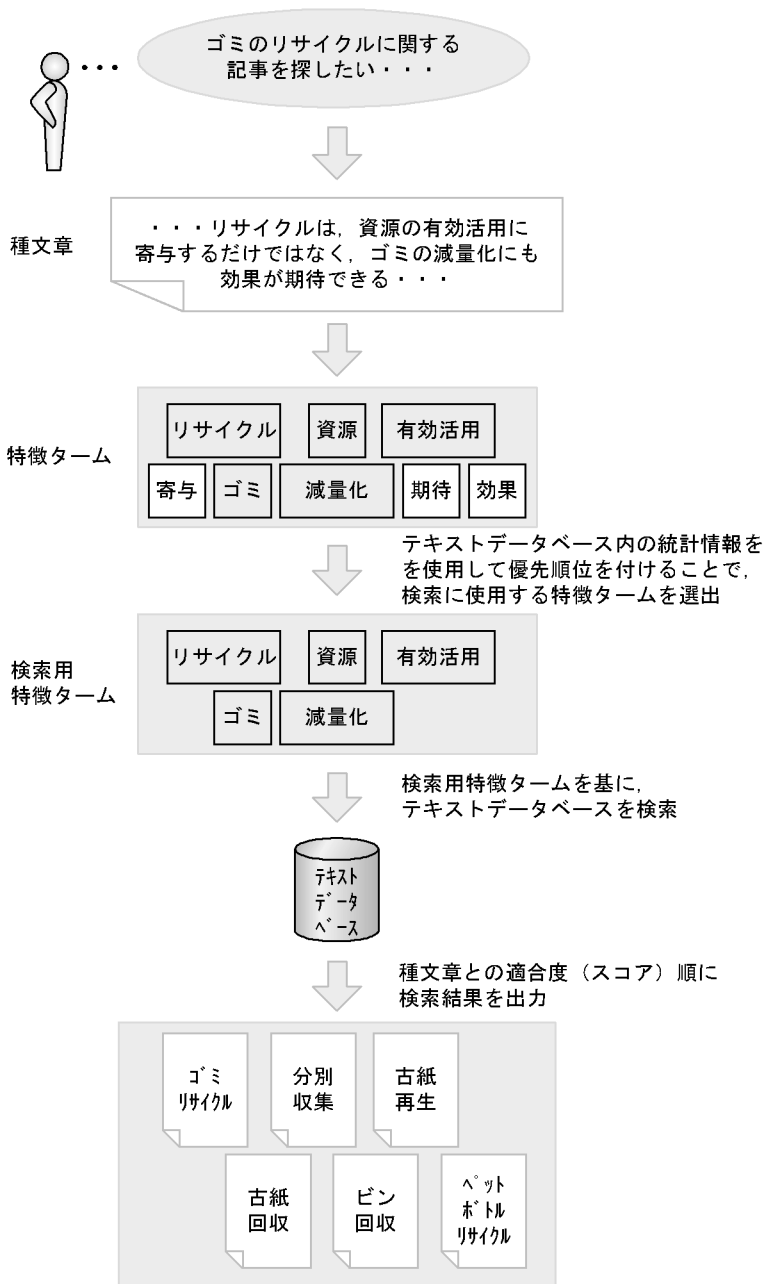 ゴミのリサイクルに関する
記事を探したい・・・
・・・
種文章
・・・リサイクルは，資源の有効活用に
寄与するだけではなく，ゴミの減量化にも
効果が期待できる・・・
特徴ターム
リサイクル 資源 有効活用
寄与 ゴミ 減量化 期待 効果
テキストデータベース内の統計情報を
を使用して優先順位を付けることで，
検索に使用する特徴タームを選出
検索用
特徴ターム
リサイクル 資源 有効活用
ゴミ 減量化
検索用特徴タームを基に，
テキストデータベースを検索
ﾃｷｽﾄ
ﾃﾞｰﾀ
ﾍﾞｰｽ
種文章との適合度（スコア）順に
検索結果を出力
ｺﾞﾐ
ﾘｻｲｸﾙ
分別
収集
古紙
再生
古紙
回収
ビン
回収
ﾍﾟｯﾄ
ﾎﾞﾄﾙ
ﾘｻｲｸﾙ